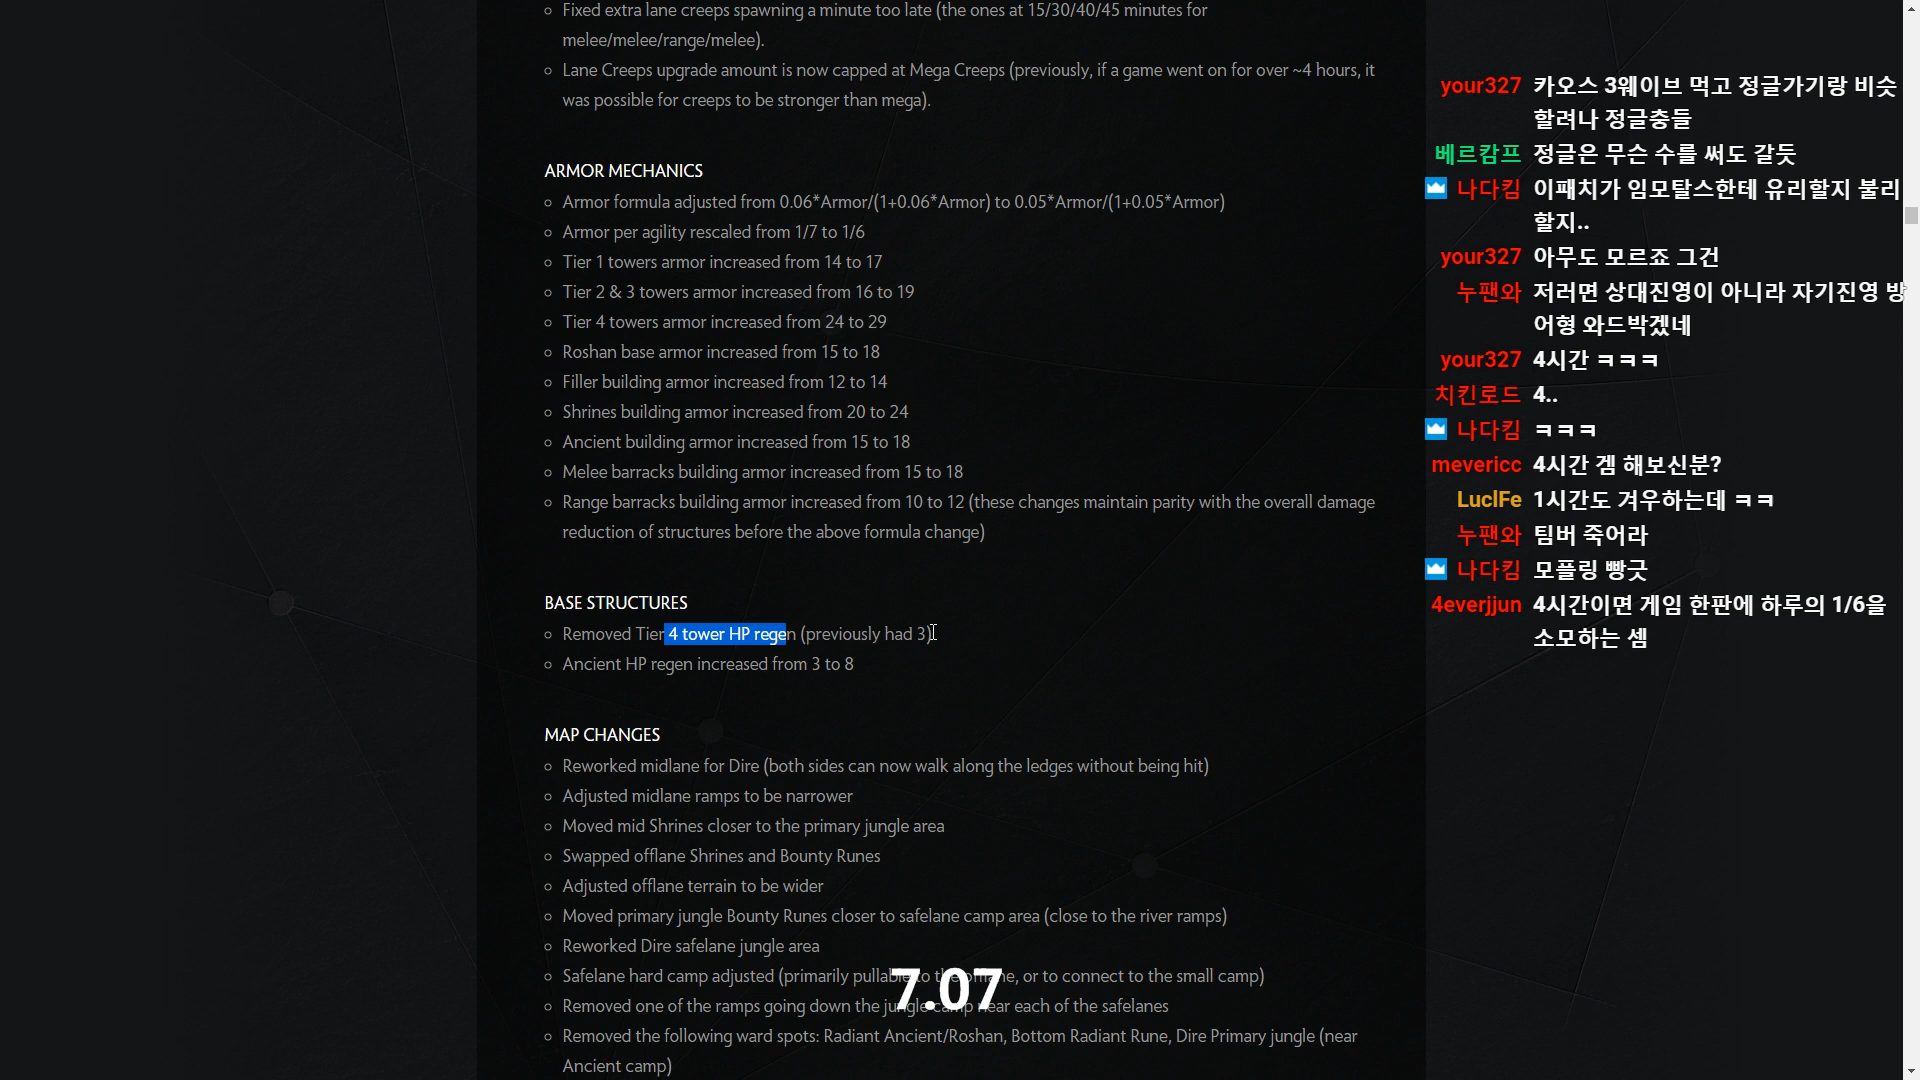 Fixed extra lane creeps spawning a minute too late (the ones at 15/30/40/45 minutes for
melee/melee/range/melee).
Lane Creeps upgrade amount is now capped at Mega Creeps (previously, if a game went on for over ~4 hours, it
was possible for creeps to be stronger than mega).
ARMOR MECHANICS
Armor formula adjusted from 0.06*Armor/(1+0.06*Armor) to 0.05*Armor/(1+0.05*Armor)
Armor per agility rescaled from 1/7 to 1/6
Tier 1 towers armor increased from 14 to 17
Tier 2 & 3 towers armor increased from 16 to 19
Tier 4 towers armor increased from 24 to 29
Roshan base armor increased from 15 to 18
Filler building armor increased from 12 to 14
Shrines building armor increased from 20 to 24
Ancient building armor increased from 15 to 18
Melee barracks building armor increased from 15 to 18
Range barracks building armor increased from 10 to 12 (these changes maintain parity with the overall damage
reduction of structures before the above formula change)
BASE STRUCTURES
Removed Tier 4 tower HP regen (previously had 3)
Ancient HP regen increased from 3 to 8
MAP CHANGES
Reworked midlane for Dire (both sides can now walk along the ledges without being hit)
Adjusted midlane ramps to be narrower
Moved mid Shrines closer to the primary jungle area
Swapped offlane Shrines and Bounty Runes
Adjusted offlane terrain to be wider
Moved primary jungle Bounty Runes closer to safelane camp area (close to the river ramps)
Reworked Dire safelane jungle area
Safelane hard camp adjusted (primarily pullable to the offlane, or to connect to the small camp)
Removed one of the ramps going down the jungle camp near each of the safelanes
Removed the following ward spots: Radiant Ancient/Roshan, Bottom Radiant Rune, Dire Primary jungle (near
Ancient camp)
7.07
your327 카오스 3웨이브 먹고 정글가기랑 비슷
할려나 정글충들
베르캄프 정글은 무슨 수를 써도 갈듯
나다킴 이패치가 임모탈스한테 유리할지 불리
할지..
your327 아무도 모르죠 그건
누팬와 저러면 상대진영이 아니라 자기진영 방
어형 와드박겠네
your327 4시간 ㅋㅋㅋ
치킨로드 4..
나다킴 ㅋㅋㅋ
mevericc 4시간 겜 해보신분?
LuclFe 1시간도 겨우하는데 ㅋㅋ
누팬와 팀버 죽어라
나다킴 모플링 빵긋
4everjjun 4시간이면 게임 한판에 하루의 1/6을
소모하는 셈